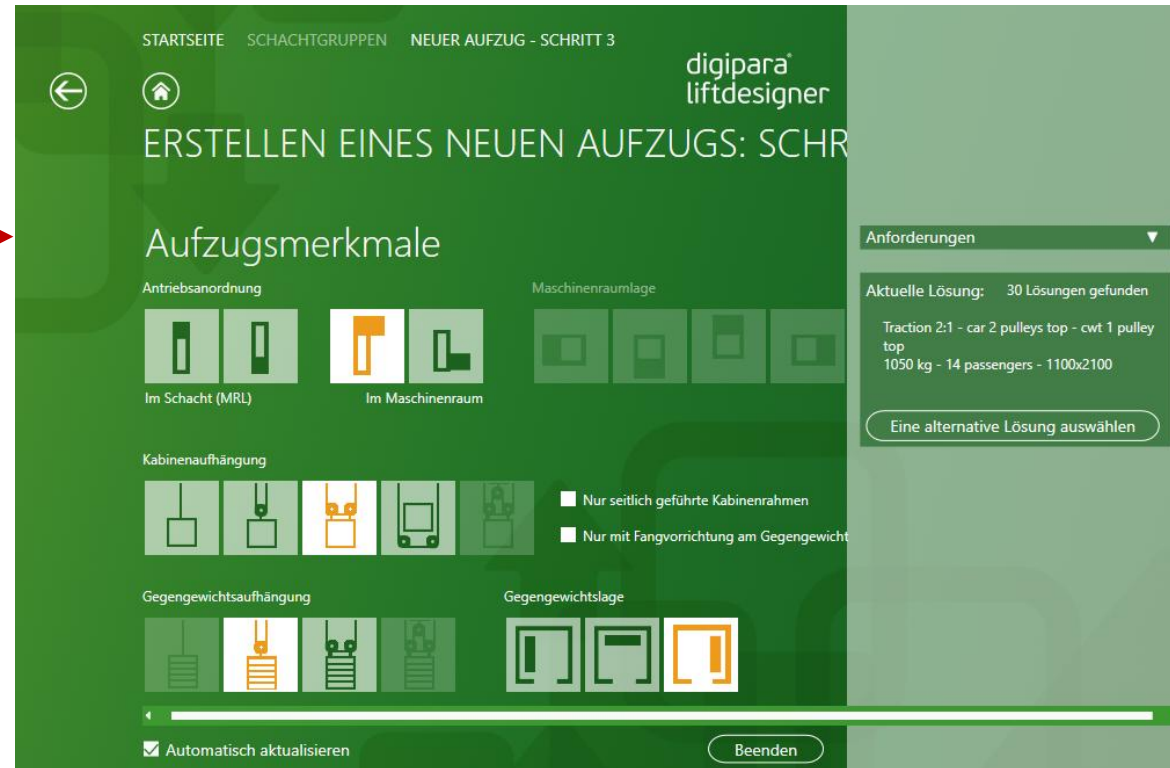 STARTSEITE SCHACHTGRUPPEN NEUER AUFZUG - SCHRITT 3
digipara®
liftdesigner
ERSTELLEN EINES NEUEN AUFZUGS: SCHR
Aufzugsmerkmale
Anforderungen
Antriebsanordnung Maschinenraumlage
Aktuelle Lösung: 30 Lösungen gefunden
Traction 2:1 - car 2 pulleys top - cwt 1 pulley
top
1050 kg - 14 passengers - 1100x2100
Im Schacht (MRL) Im Maschinenraum
Eine alternative Lösung auswählen
Kabinenaufhängung
Nur seitlich geführte Kabinenrahmen
Nur mit Fangvorrichtung am Gegengewicht
Gegengewichtsaufhängung Gegengewichtslage
Automatisch aktualisieren Beenden